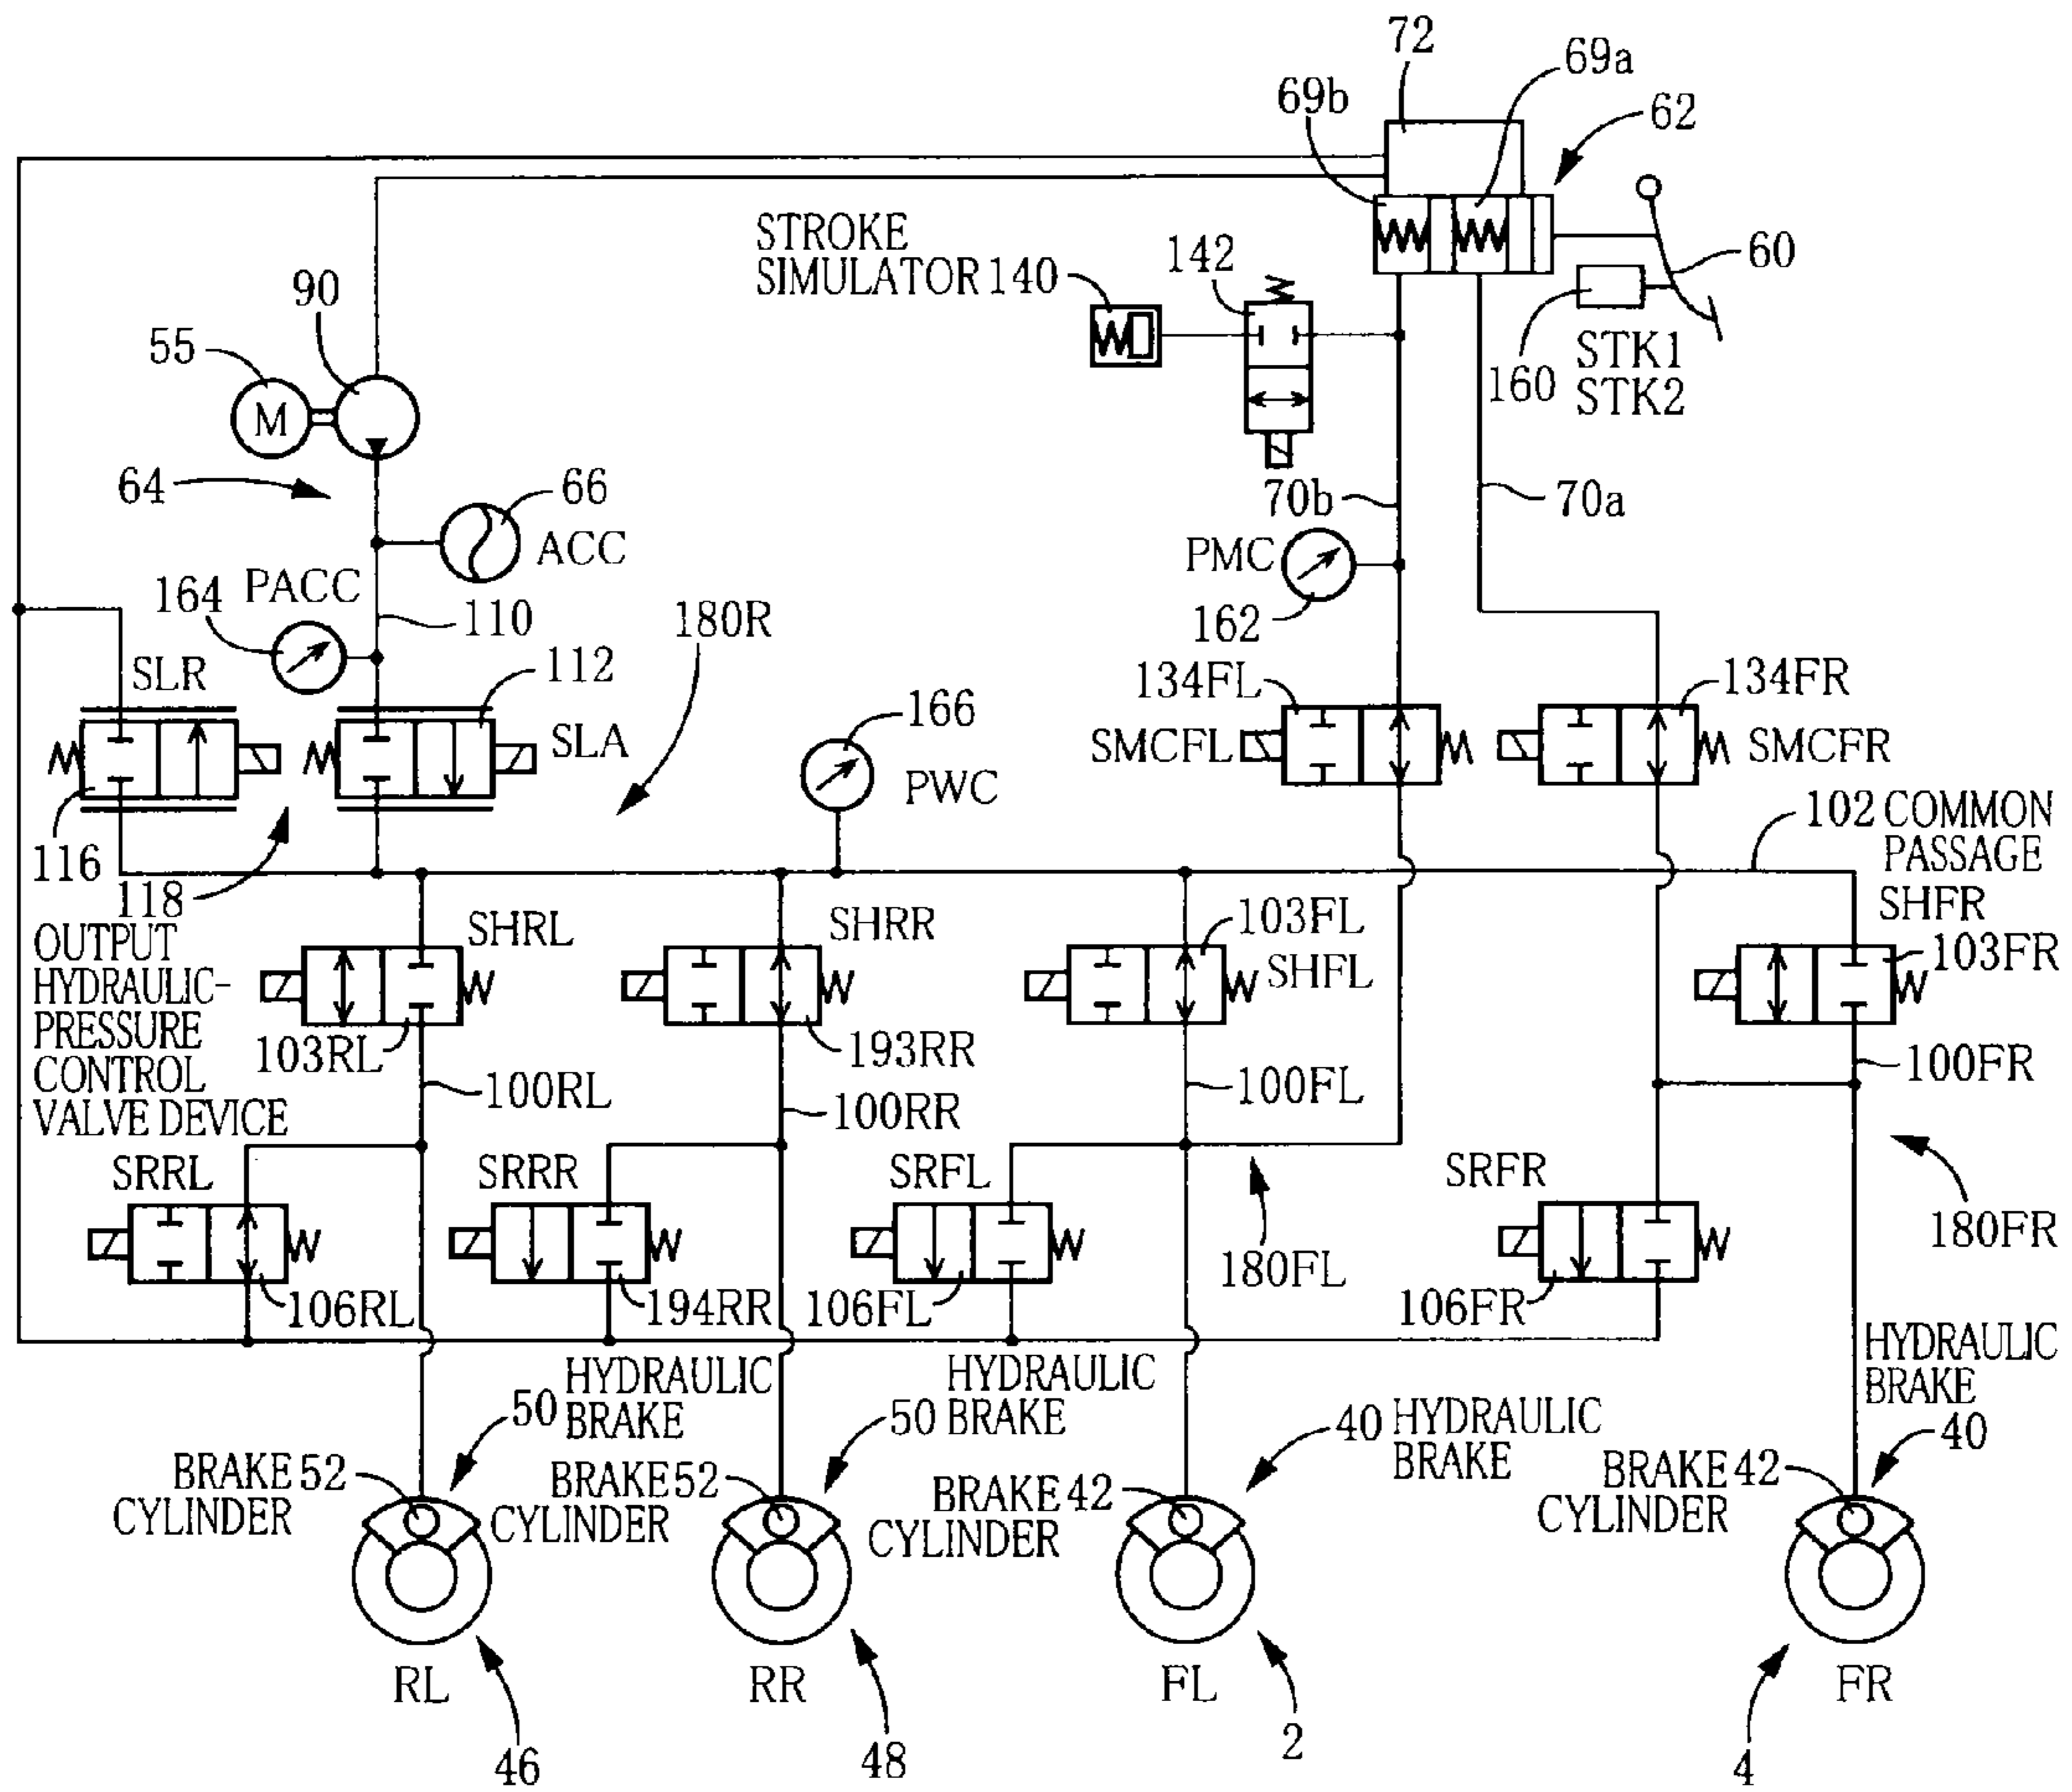 72
69a
69b
62
STROKE
SIMULATOR 140
142
60
90
55
M
160
STK1
STK2
64
66
ACC
70b
70a
PMC
162
164
PACC
110
180R
SLR
112
SLA
166
PWC
134FL
SMCFL
134FR
SMCFR
102 COMMON
PASSAGE
116
118
OUTPUT
HYDRAULIC-
PRESSURE
CONTROL
VALVE DEVICE
SHRL
SHRR
103FL
SHFL
SHFR
103FR
103RL
193RR
100RL
100RR
100FL
100FR
SRRL
SRRR
SRFL
SRFR
180FL
180FR
106RL
194RR
106FL
106FR
50 HYDRAULIC
BRAKE
50 HYDRAULIC
BRAKE
40 HYDRAULIC
BRAKE
HYDRAULIC
BRAKE
40
BRAKE 52
CYLINDER
BRAKE 52
CYLINDER
BRAKE 42
CYLINDER
BRAKE 42
CYLINDER
RL
RR
FL
FR
46
48
2
4